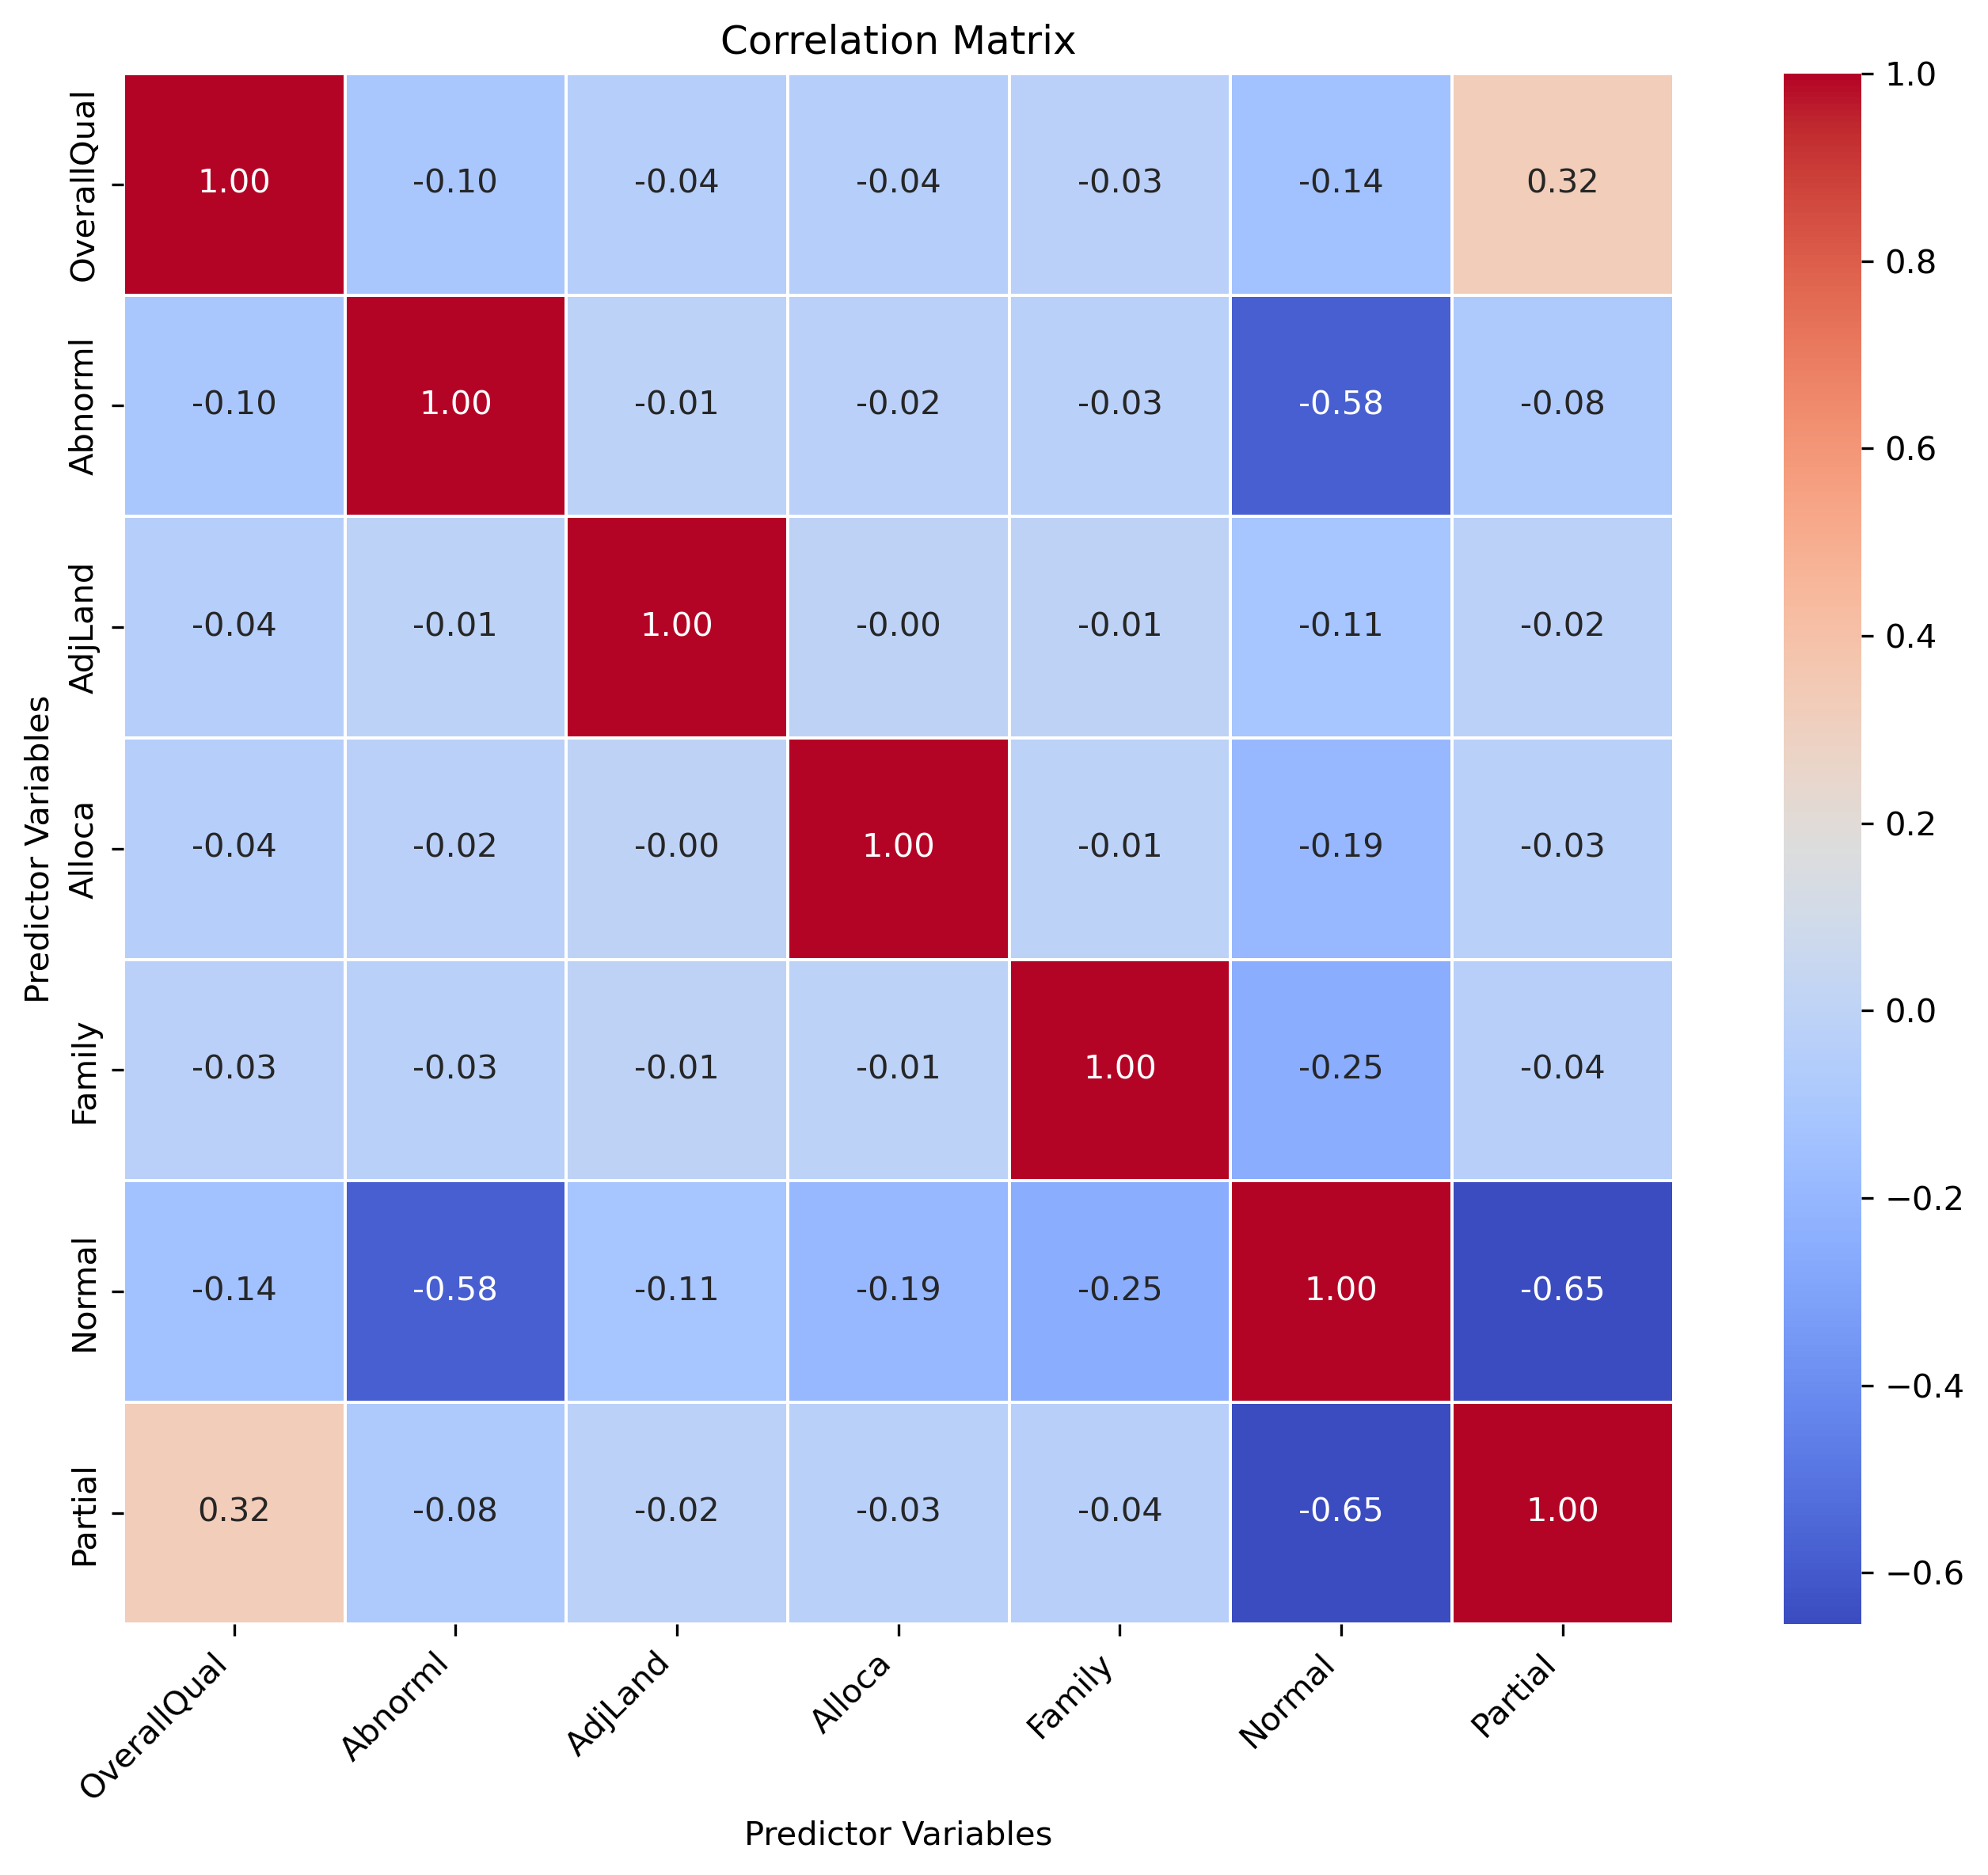 Correlation Matrix
Predictor Variables
OverallQual 1.00 -0.10 -0.04 -0.04 -0.03 -0.14 0.32
Abnorml -0.10 1.00 -0.01 -0.02 -0.03 -0.58 -0.08
AdjLand -0.04 -0.01 1.00 -0.00 -0.01 -0.11 -0.02
Alloca -0.04 -0.02 -0.00 1.00 -0.01 -0.19 -0.03
Family -0.03 -0.03 -0.01 -0.01 1.00 -0.25 -0.04
Normal -0.14 -0.58 -0.11 -0.19 -0.25 1.00 -0.65
Partial 0.32 -0.08 -0.02 -0.03 -0.04 -0.65 1.00
OverallQual Abnorml AdjLand Alloca Family Normal Partial
Predictor Variables
1.0
0.8
0.6
0.4
0.2
0.0
−0.2
−0.4
−0.6